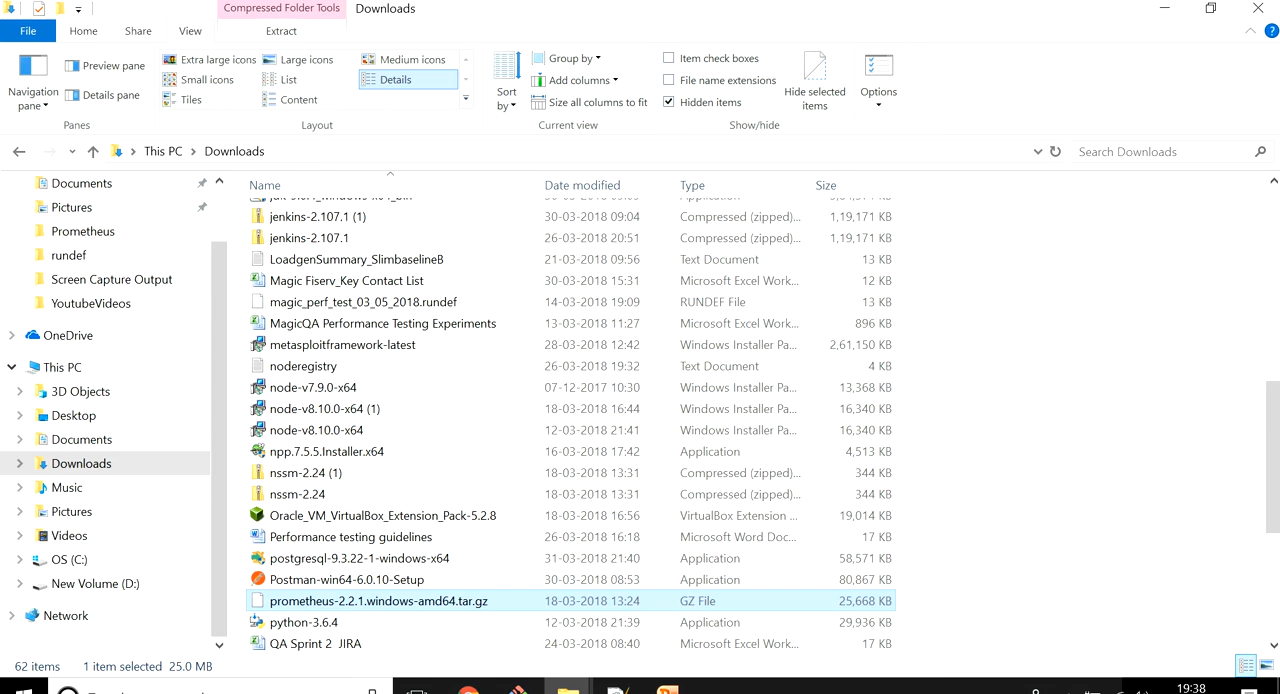 Compressed Folder Tools Downloads
File Home Share View Extract
Navigation pane Preview pane Details pane
Panes
Extra large icons Large icons Medium icons
Small icons List Details
Tiles Content
Layout
Sort by Group by Add columns Size all columns to fit
Current view
Item check boxes
File name extensions
Hidden items
Hide selected items Options
Show/hide
This PC Downloads Search Downloads
Documents
Pictures
Prometheus
rundef
Screen Capture Output
YoutubeVideos
OneDrive
This PC
3D Objects
Desktop
Documents
Downloads
Music
Pictures
Videos
OS (C:)
New Volume (D:)
Network
Name Date modified Type Size
jenkins-2.107.1 (1) 30-03-2018 09:04 Compressed (zipped)... 1,19,171 KB
jenkins-2.107.1 26-03-2018 20:51 Compressed (zipped)... 1,19,171 KB
LoadgenSummary_SlimbaselineB 21-03-2018 09:56 Text Document 13 KB
Magic Fiserv_Key Contact List 30-03-2018 15:31 Microsoft Excel Work... 12 KB
magic_perf_test_03_05_2018.rundef 14-03-2018 19:09 RUNDEF File 13 KB
MagicQA Performance Testing Experiments 13-03-2018 11:27 Microsoft Excel Work... 896 KB
metasploitframework-latest 28-03-2018 12:42 Windows Installer Pa... 2,61,150 KB
noderegistry 26-03-2018 19:32 Text Document 4 KB
node-v7.9.0-x64 07-12-2017 10:30 Windows Installer Pa... 13,368 KB
node-v8.10.0-x64 (1) 18-03-2018 16:44 Windows Installer Pa... 16,340 KB
node-v8.10.0-x64 12-03-2018 21:41 Windows Installer Pa... 16,340 KB
npp.7.5.5.Installer.x64 16-03-2018 17:42 Application 4,513 KB
nssm-2.24 (1) 18-03-2018 13:31 Compressed (zipped)... 344 KB
nssm-2.24 18-03-2018 13:31 Compressed (zipped)... 344 KB
Oracle_VM_VirtualBox_Extension_Pack-5.2.8 18-03-2018 16:56 VirtualBox Extension ... 19,014 KB
Performance testing guidelines 26-03-2018 16:18 Microsoft Word Doc... 17 KB
postgresql-9.3.22-1-windows-x64 31-03-2018 21:40 Application 58,571 KB
Postman-win64-6.0.10-Setup 30-03-2018 08:53 Application 80,867 KB
prometheus-2.2.1.windows-amd64.tar.gz 18-03-2018 13:24 GZ File 25,668 KB
python-3.6.4 12-03-2018 21:39 Application 29,936 KB
QA Sprint 2 JIRA 24-03-2018 08:40 Microsoft Excel Work... 17 KB
62 items 1 item selected 25.0 MB
19:38